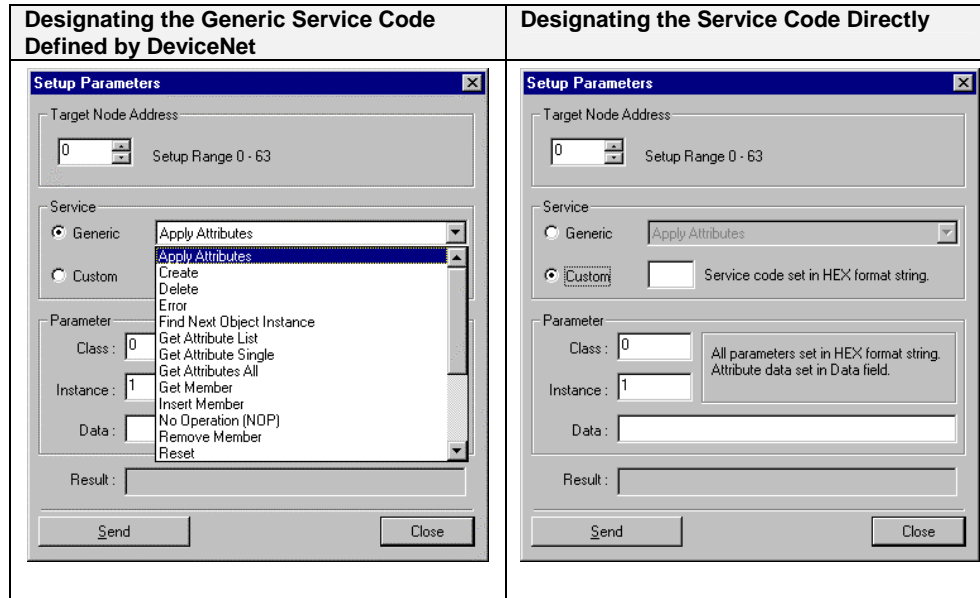 Designating the Generic Service Code
Defined by DeviceNet
Setup Parameters
Target Node Address
0
Setup Range 0 - 63
Service
Generic
Apply Attributes
Custom
Apply Attributes
Create
Delete
Error
Find Next Object Instance
Get Attribute List
Get Attribute Single
Get Attributes All
Get Member
Insert Member
No Operation (NOP)
Remove Member
Reset
Parameter
Class : 0
Instance : 1
Data :
Result :
Send
Close
Designating the Service Code Directly
Setup Parameters
Target Node Address
0
Setup Range 0 - 63
Service
Generic
Apply Attributes
Custom
Service code set in HEX format string.
Parameter
Class : 0
All parameters set in HEX format string.
Attribute data set in Data field.
Instance : 1
Data :
Result :
Send
Close